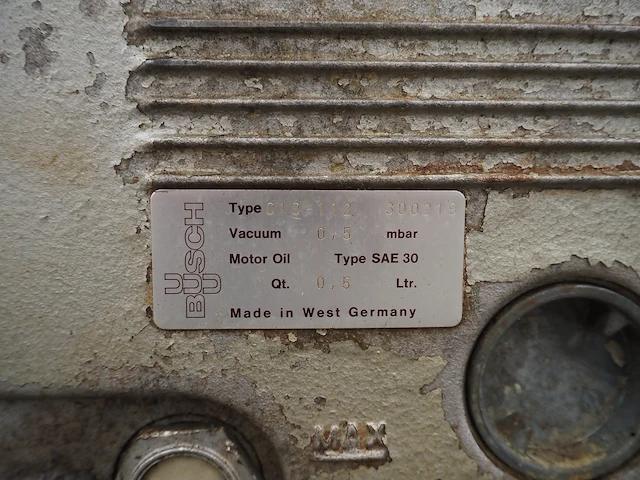 BUSCH
Type 300219
Vacuum 0,5 mbar
Motor Oil Type SAE 30
Qt. 0,5 Ltr.
Made in West Germany
MAX